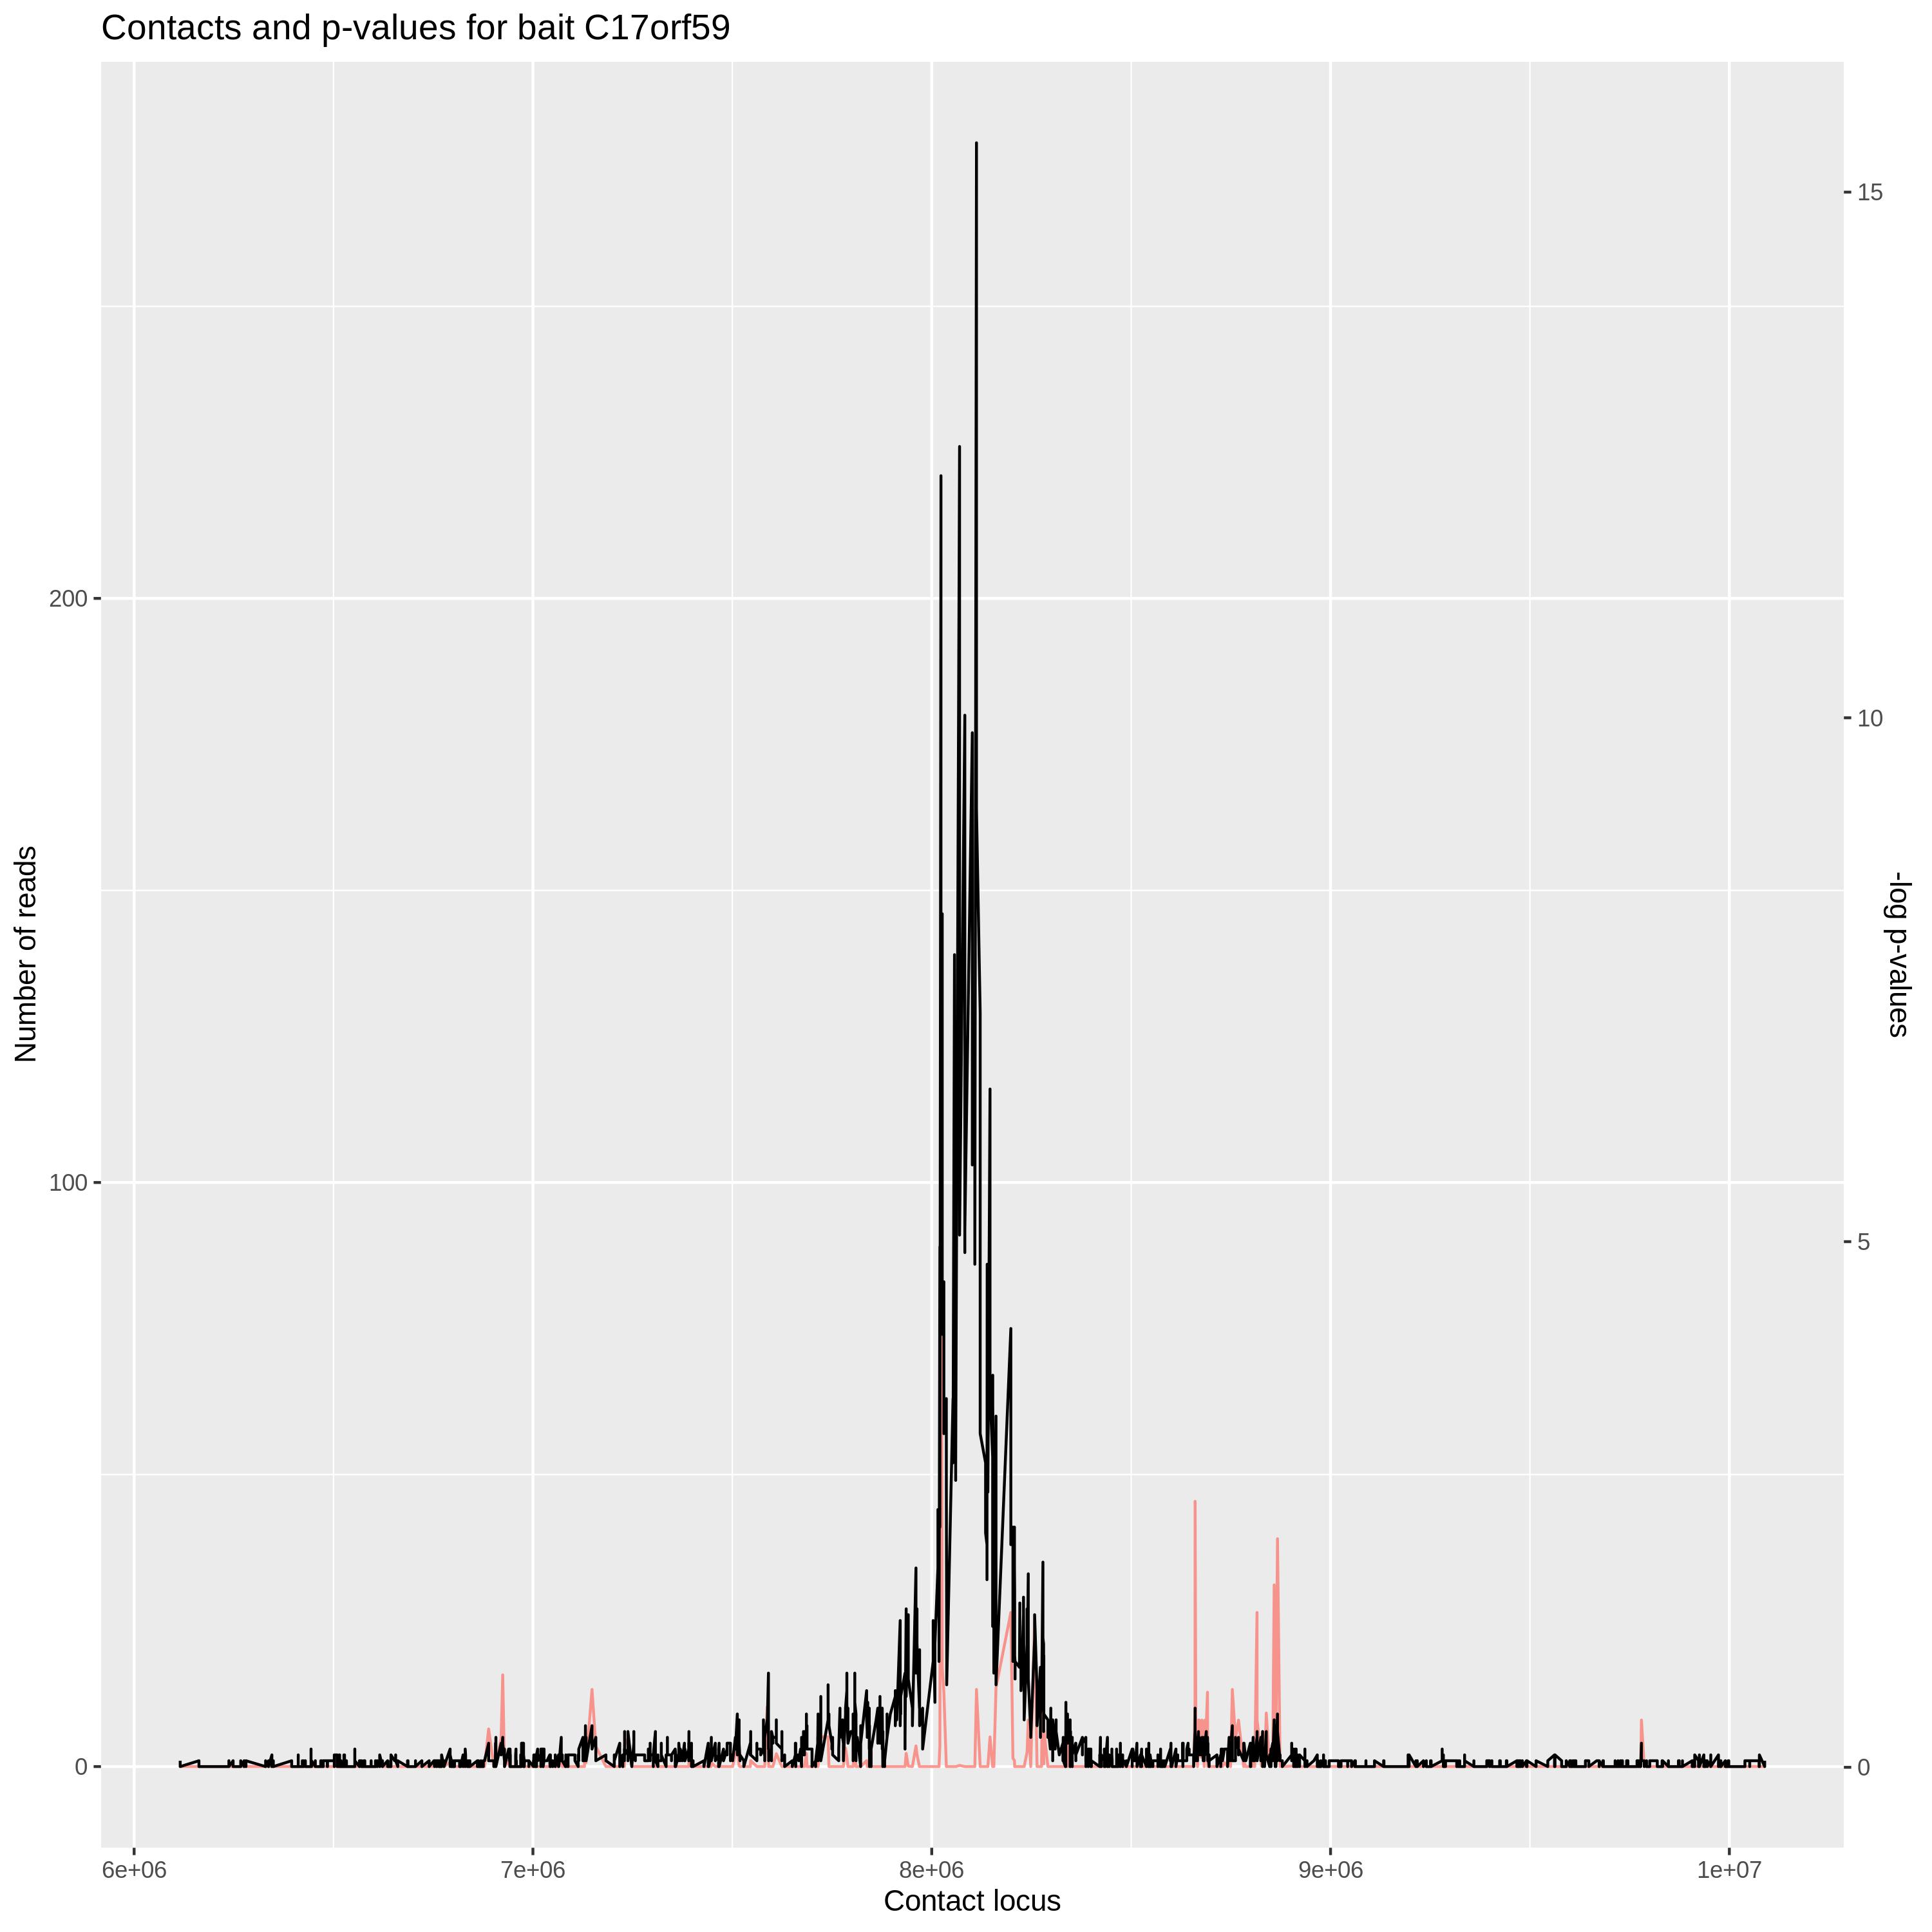 Contacts and p-values for bait C17orf59
Number of reads
200
100
0
15
10
5
0
-log p-values
6e+06 7e+06 8e+06 9e+06 1e+07
Contact locus